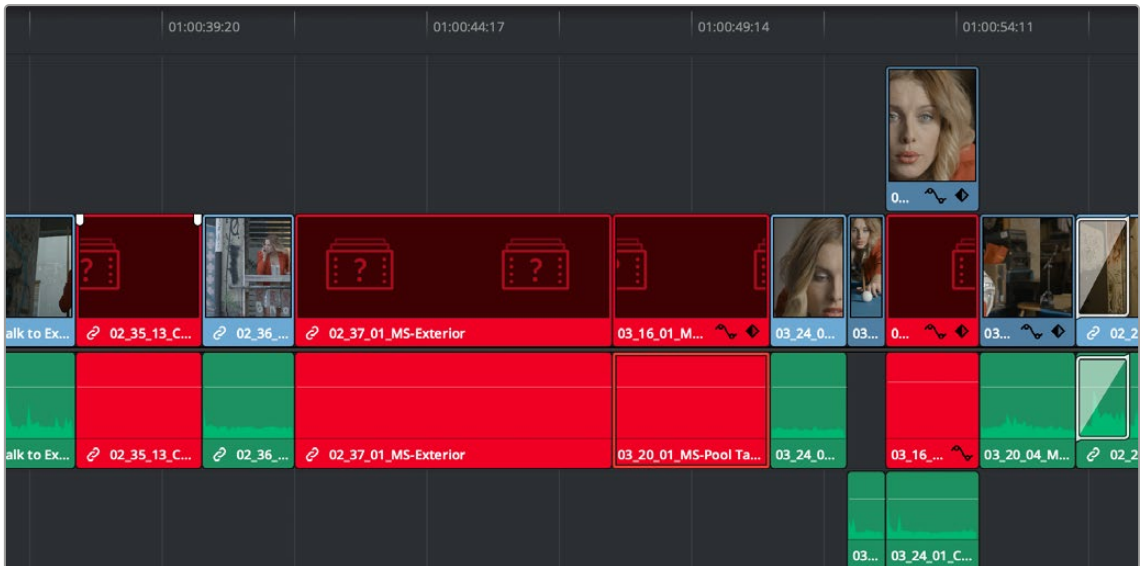 01:00:39:20 01:00:44:17 01:00:49:14 01:00:54:11
0...
? ? ?
alk to Ex... 02_35_13_C... 02_36_... 02_37_01_MS-Exterior 03_16_01_M... 03_24_0... 03... 0... 03... 02_2
alk to Ex... 02_35_13_C... 02_36_... 02_37_01_MS-Exterior 03_20_01_MS-Pool Ta... 03_24_0... 03_16_... 03_20_04_M... 02_2
03... 03_24_01_C...